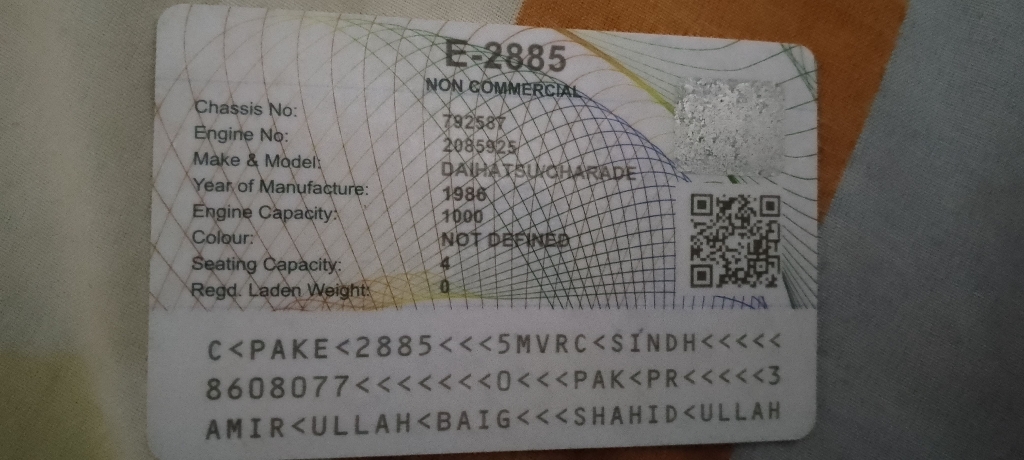 E-2885
NON COMMERCIAL
Chassis No: 792587
Engine No: 2085925
Make & Model: DAIHATSU/CHARADE
Year of Manufacture: 1986
Engine Capacity: 1000
Colour: NOT DEFINED
Seating Capacity: 4
Regd. Laden Weight: 0
C<PAKE<2885<<<5MVRC<SINDH<<<<<
8608077<<<<<<<0<<<PAK<PR<<<<<3
AMIR<ULLAH<BAIG<<<SHAHID<ULLAH